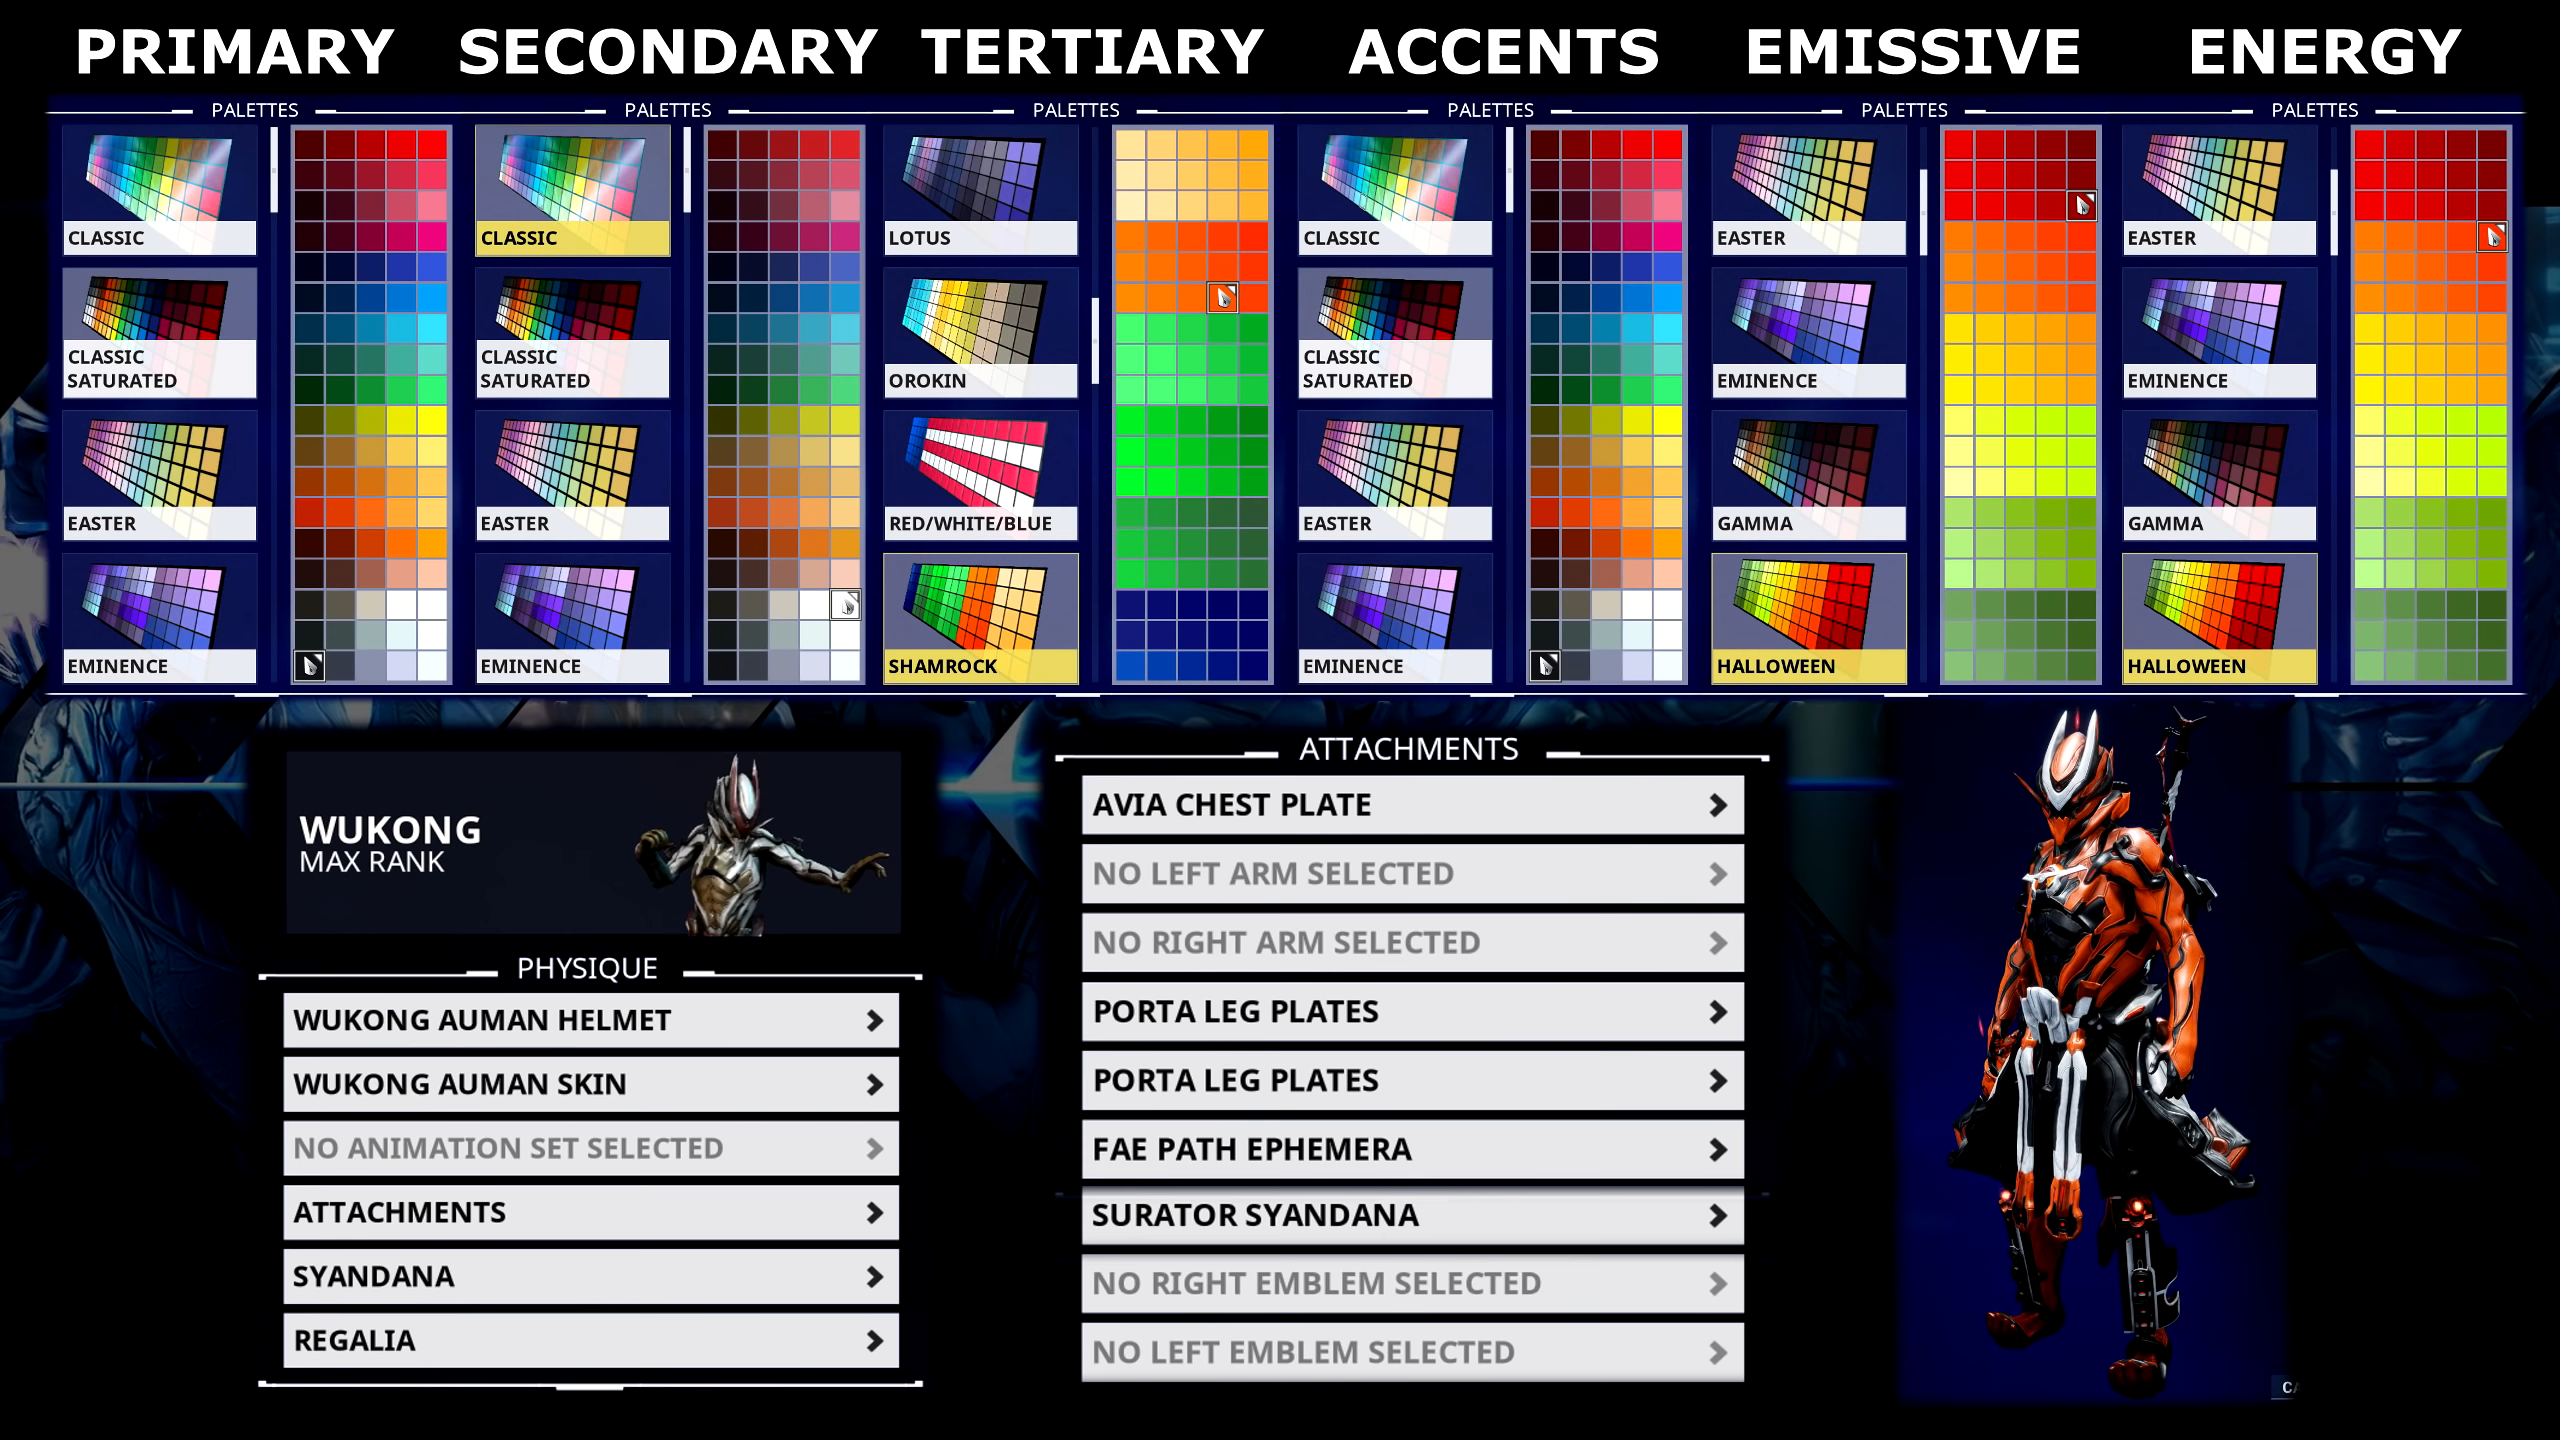 PRIMARY SECONDARY TERTIARY ACCENTS EMISSIVE ENERGY
PALETTES PALETTES PALETTES PALETTES PALETTES PALETTES
CLASSIC CLASSIC LOTUS CLASSIC EASTER EASTER
CLASSIC
SATURATED
CLASSIC
SATURATED
OROKIN
CLASSIC
SATURATED
EMINENCE
EMINENCE
EASTER EASTER RED/WHITE/BLUE EASTER GAMMA GAMMA
EMINENCE EMINENCE SHAMROCK EMINENCE HALLOWEEN HALLOWEEN
WUKONG
MAX RANK
PHYSIQUE
WUKONG AUMAN HELMET
WUKONG AUMAN SKIN
NO ANIMATION SET SELECTED
ATTACHMENTS
SYANDANA
REGALIA
ATTACHMENTS
AVIA CHEST PLATE
NO LEFT ARM SELECTED
NO RIGHT ARM SELECTED
PORTA LEG PLATES
PORTA LEG PLATES
FAE PATH EPHEMERA
SURATOR SYANDANA
NO RIGHT EMBLEM SELECTED
NO LEFT EMBLEM SELECTED